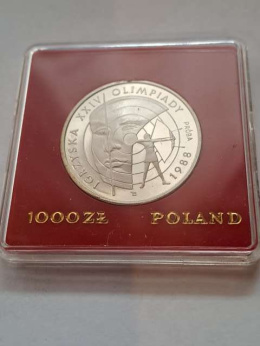 IGRZYSKA XXIV OLIMPIADY
1988
PRÓBA
1000 ZŁ POLAND